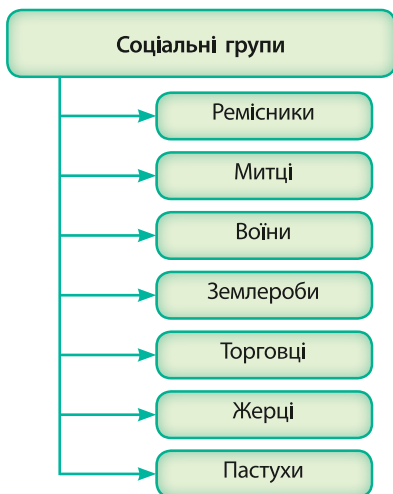 Соціальні групи
Ремісники
Митці
Воїни
Землероби
Торговці
Жерці
Пастухи